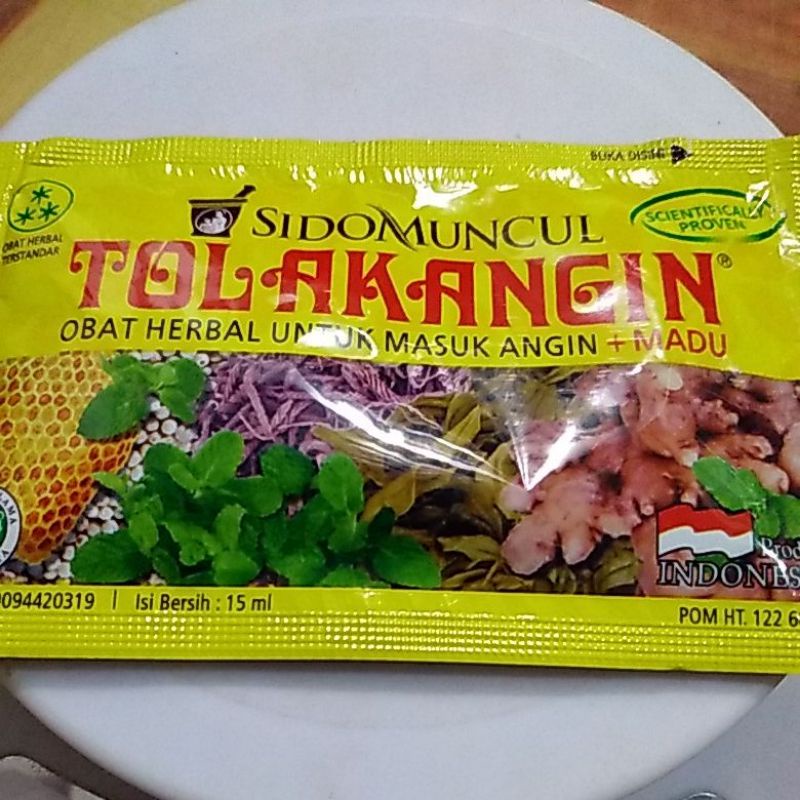 BUKA DISINI
SIDOMUNCUL
SCIENTIFICALLY
PROVEN
OBAT HERBAL
TERSTANDAR
TOLAKANGIN®
OBAT HERBAL UNTUK MASUK ANGIN + MADU
INDONES
0094420319 | Isi Bersih : 15 ml
POM HT. 122 6